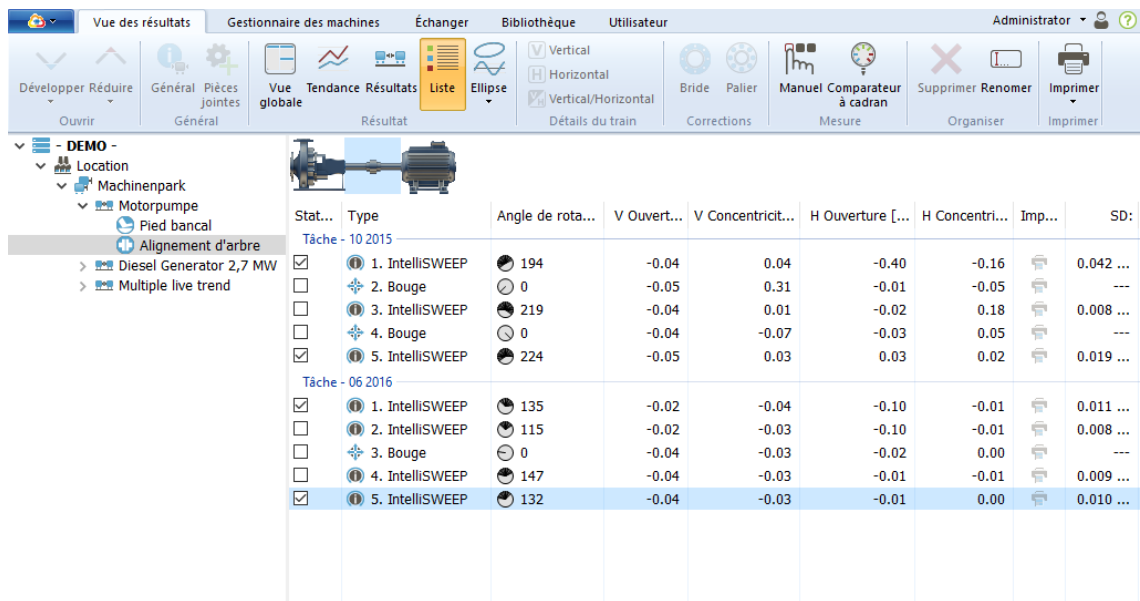 Vue des résultats Gestionnaire des machines Échanger Bibliothèque Utilisateur Administrator
Développer Réduire Général Pièces jointes Vue globale Tendance Résultats Liste Ellipse
V Vertical
H Horizontal
V/H Vertical/Horizontal
Bride Palier Manuel Comparateur à cadran Supprimer Renomer Imprimer
Ouvrir Général Résultat Détails du train Corrections Mesure Organiser Imprimer
- DEMO -
Location
Machinenpark
Motorpumpe
Pied bancal
Alignement d'arbre
Diesel Generator 2,7 MW
Multiple live trend
Stat... Type Angle de rota... V Ouvert... V Concentricit... H Ouverture [... H Concentri... Imp... SD:
Tâche - 10 2015
1. IntelliSWEEP 194 -0.04 0.04 -0.40 -0.16 0.042 ...
2. Bouge 0 -0.05 0.31 -0.01 -0.05 ---
3. IntelliSWEEP 219 -0.04 0.01 -0.02 0.18 0.008 ...
4. Bouge 0 -0.04 -0.07 -0.03 0.05 ---
5. IntelliSWEEP 224 -0.05 0.03 0.03 0.02 0.019 ...
Tâche - 06 2016
1. IntelliSWEEP 135 -0.02 -0.04 -0.10 -0.01 0.011 ...
2. IntelliSWEEP 115 -0.02 -0.03 -0.10 -0.01 0.008 ...
3. Bouge 0 -0.04 -0.03 -0.02 0.00 ---
4. IntelliSWEEP 147 -0.04 -0.03 -0.01 -0.01 0.009 ...
5. IntelliSWEEP 132 -0.04 -0.03 -0.01 0.00 0.010 ...